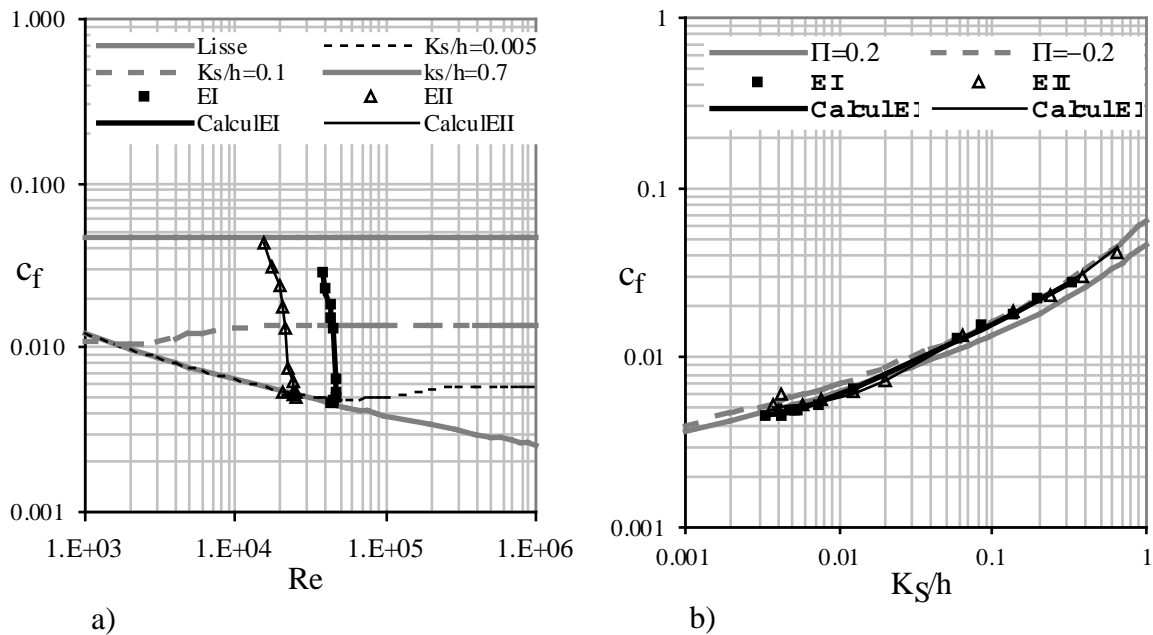 1.000
Lisse
Ks/h=0.005
Ks/h=0.1
ks/h=0.7
EI
EII
CalculEI
CalculEII
0.100
cf
0.010
0.001
1.E+03
1.E+04
1.E+05
1.E+06
Re
a)
1
Π=0.2
Π=−0.2
EI
EII
CalculEI
CalculEI
0.1
cf
0.01
0.001
0.001
0.01
0.1
1
KS/h
b)